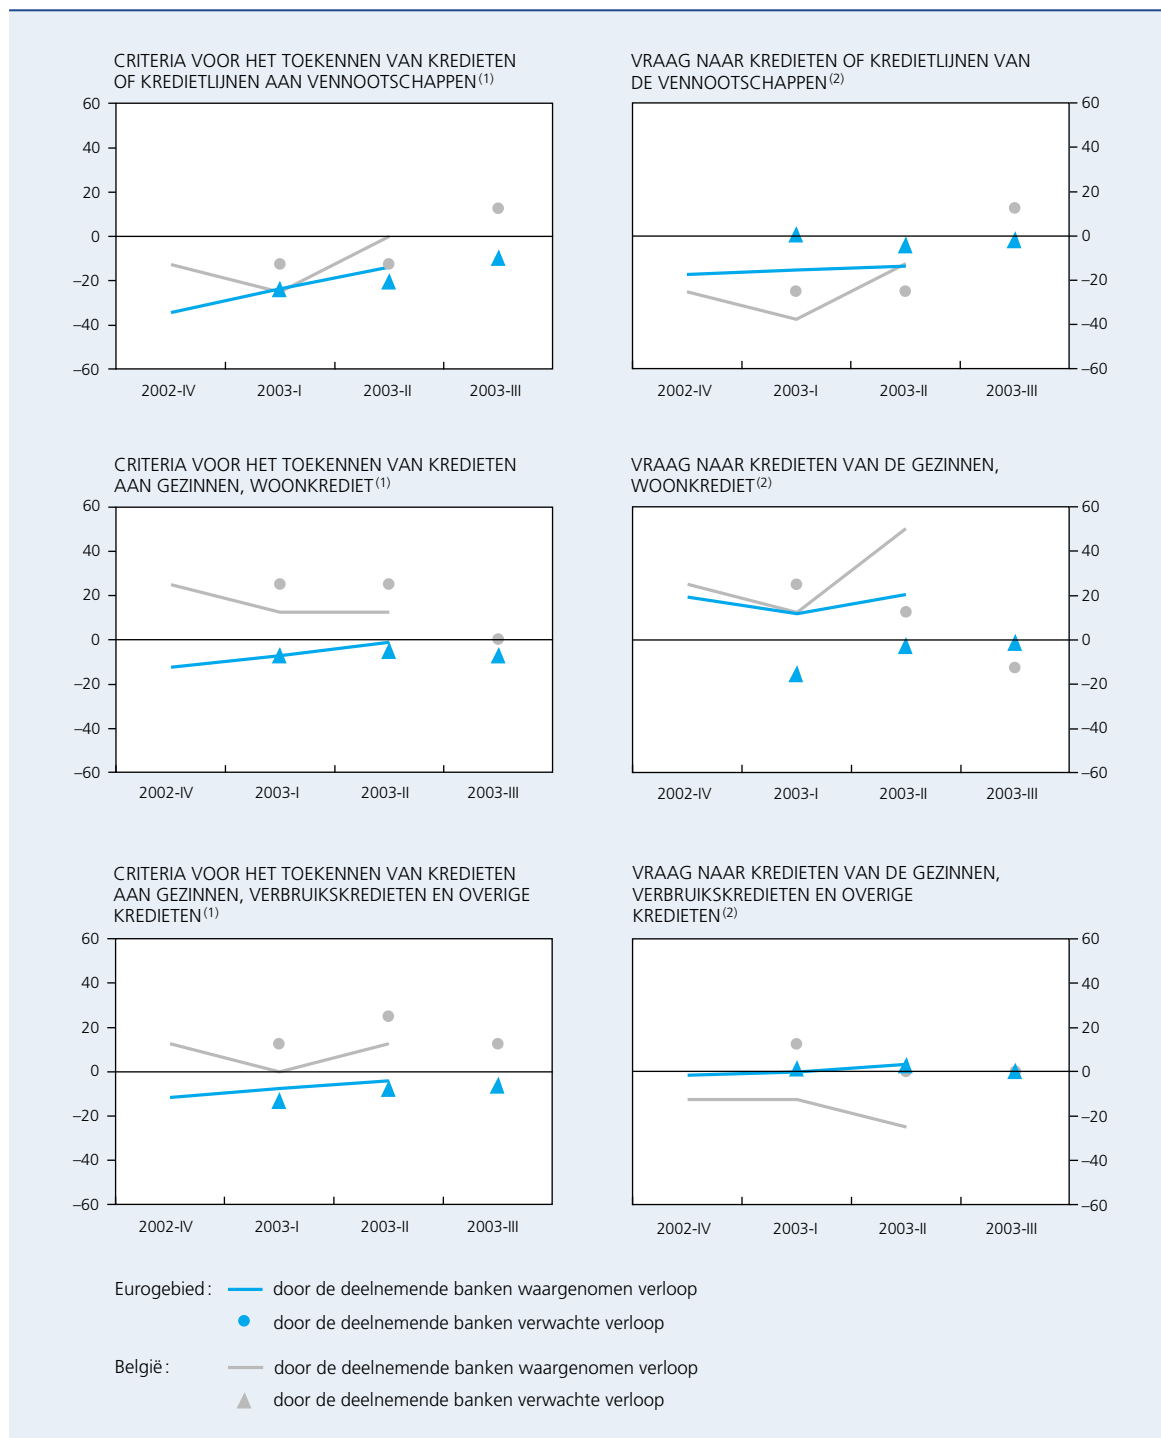 CRITERIA VOOR HET TOEKENNEN VAN KREDIETEN
OF KREDIETLIJNEN AAN VENNOOTSCHAPPEN(1)
60
40
20
0
–20
–40
–60
2002-IV 2003-I 2003-II 2003-III
VRAAG NAAR KREDIETEN OF KREDIETLIJNEN VAN
DE VENNOOTSCHAPPEN(2)
60
40
20
0
–20
–40
–60
2002-IV 2003-I 2003-II 2003-III
CRITERIA VOOR HET TOEKENNEN VAN KREDIETEN
AAN GEZINNEN, WOONKREDIET(1)
60
40
20
0
–20
–40
–60
2002-IV 2003-I 2003-II 2003-III
VRAAG NAAR KREDIETEN VAN DE GEZINNEN,
WOONKREDIET(2)
60
40
20
0
–20
–40
–60
2002-IV 2003-I 2003-II 2003-III
CRITERIA VOOR HET TOEKENNEN VAN KREDIETEN
AAN GEZINNEN, VERBRUIKSKREDIETEN EN OVERIGE
KREDIETEN(1)
60
40
20
0
–20
–40
–60
2002-IV 2003-I 2003-II 2003-III
VRAAG NAAR KREDIETEN VAN DE GEZINNEN,
VERBRUIKSKREDIETEN EN OVERIGE
KREDIETEN(2)
60
40
20
0
–20
–40
–60
2002-IV 2003-I 2003-II 2003-III
Eurogebied : door de deelnemende banken waargenomen verloop
door de deelnemende banken verwachte verloop
België : door de deelnemende banken waargenomen verloop
door de deelnemende banken verwachte verloop